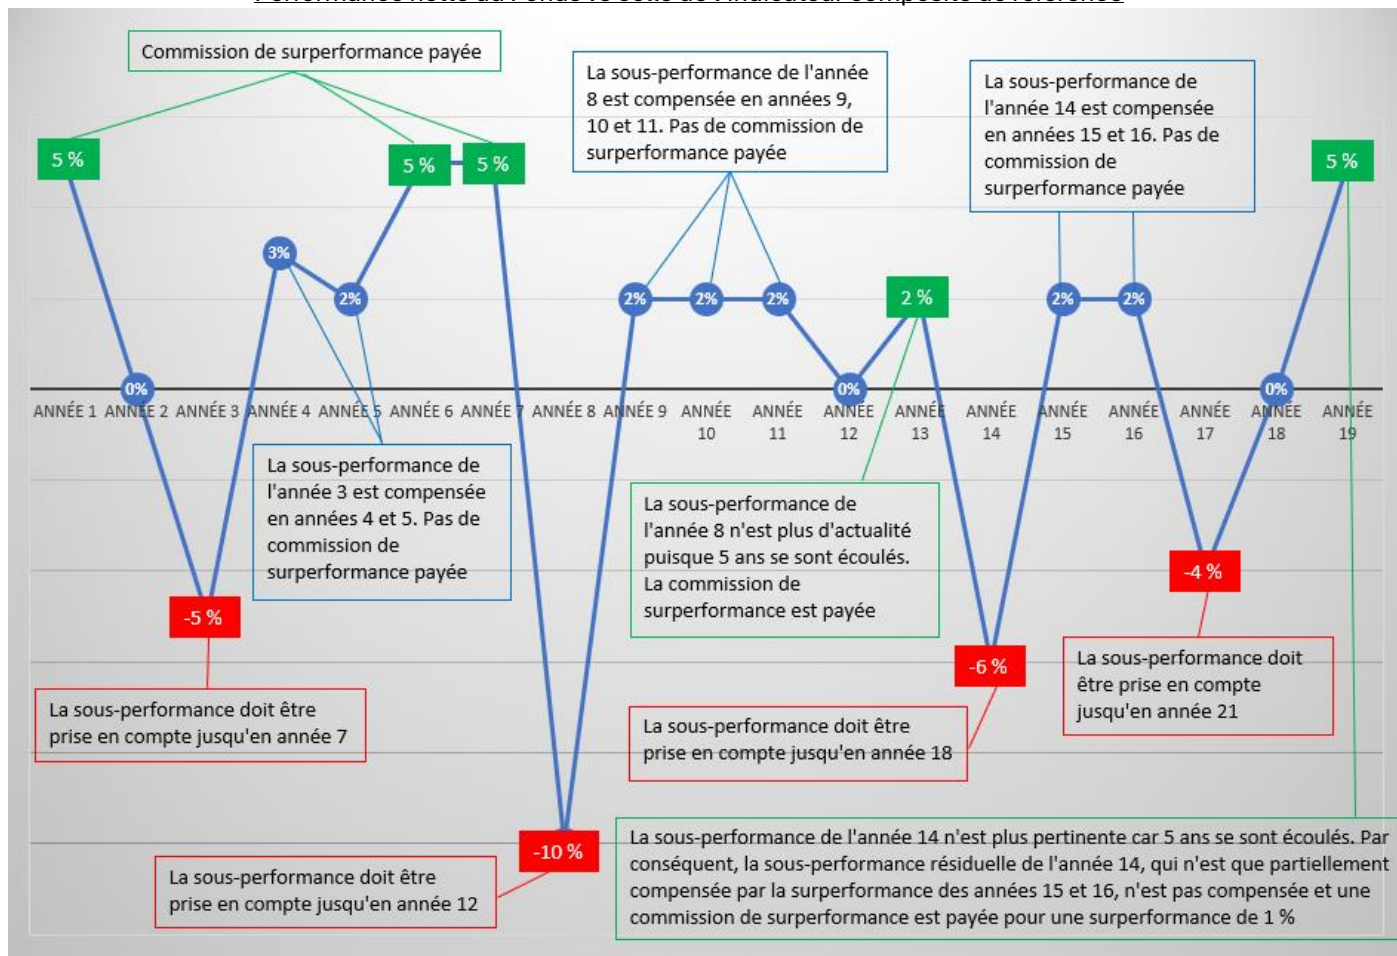 Performance nette du Fonds vs celle de l'indicateur composite de référence
Commission de surperformance payée
La sous-performance de l'année
8 est compensée en années 9,
10 et 11. Pas de commission de
surperformance payée
La sous-performance de
l'année 14 est compensée
en années 15 et 16. Pas de
commission de
surperformance payée
5 %
5 %
5 %
5 %
3%
2%
2%
2%
2%
2 %
2%
2%
0%
0%
0%
ANNÉE 1
ANNÉE 2
ANNÉE 3
ANNÉE 4
ANNÉE 5
ANNÉE 6
ANNÉE 7
ANNÉE 8
ANNÉE 9
ANNÉE
10
ANNÉE
11
ANNÉE
12
ANNÉE
13
ANNÉE
14
ANNÉE
15
ANNÉE
16
ANNÉE
17
ANNÉE
18
ANNÉE
19
La sous-performance de
l'année 3 est compensée
en années 4 et 5. Pas de
commission de
surperformance payée
La sous-performance de
l'année 8 n'est plus d'actualité
puisque 5 ans se sont écoulés.
La commission de
surperformance est payée
-5 %
-4 %
-6 %
La sous-performance doit être
prise en compte jusqu'en année 7
La sous-performance doit être
prise en compte jusqu'en année 18
La sous-performance doit
être prise en compte
jusqu'en année 21
-10 %
La sous-performance doit être
prise en compte jusqu'en année 12
La sous-performance de l'année 14 n'est plus pertinente car 5 ans se sont écoulés. Par
conséquent, la sous-performance résiduelle de l'année 14, qui n'est que partiellement
compensée par la surperformance des années 15 et 16, n'est pas compensée et une
commission de surperformance est payée pour une surperformance de 1 %